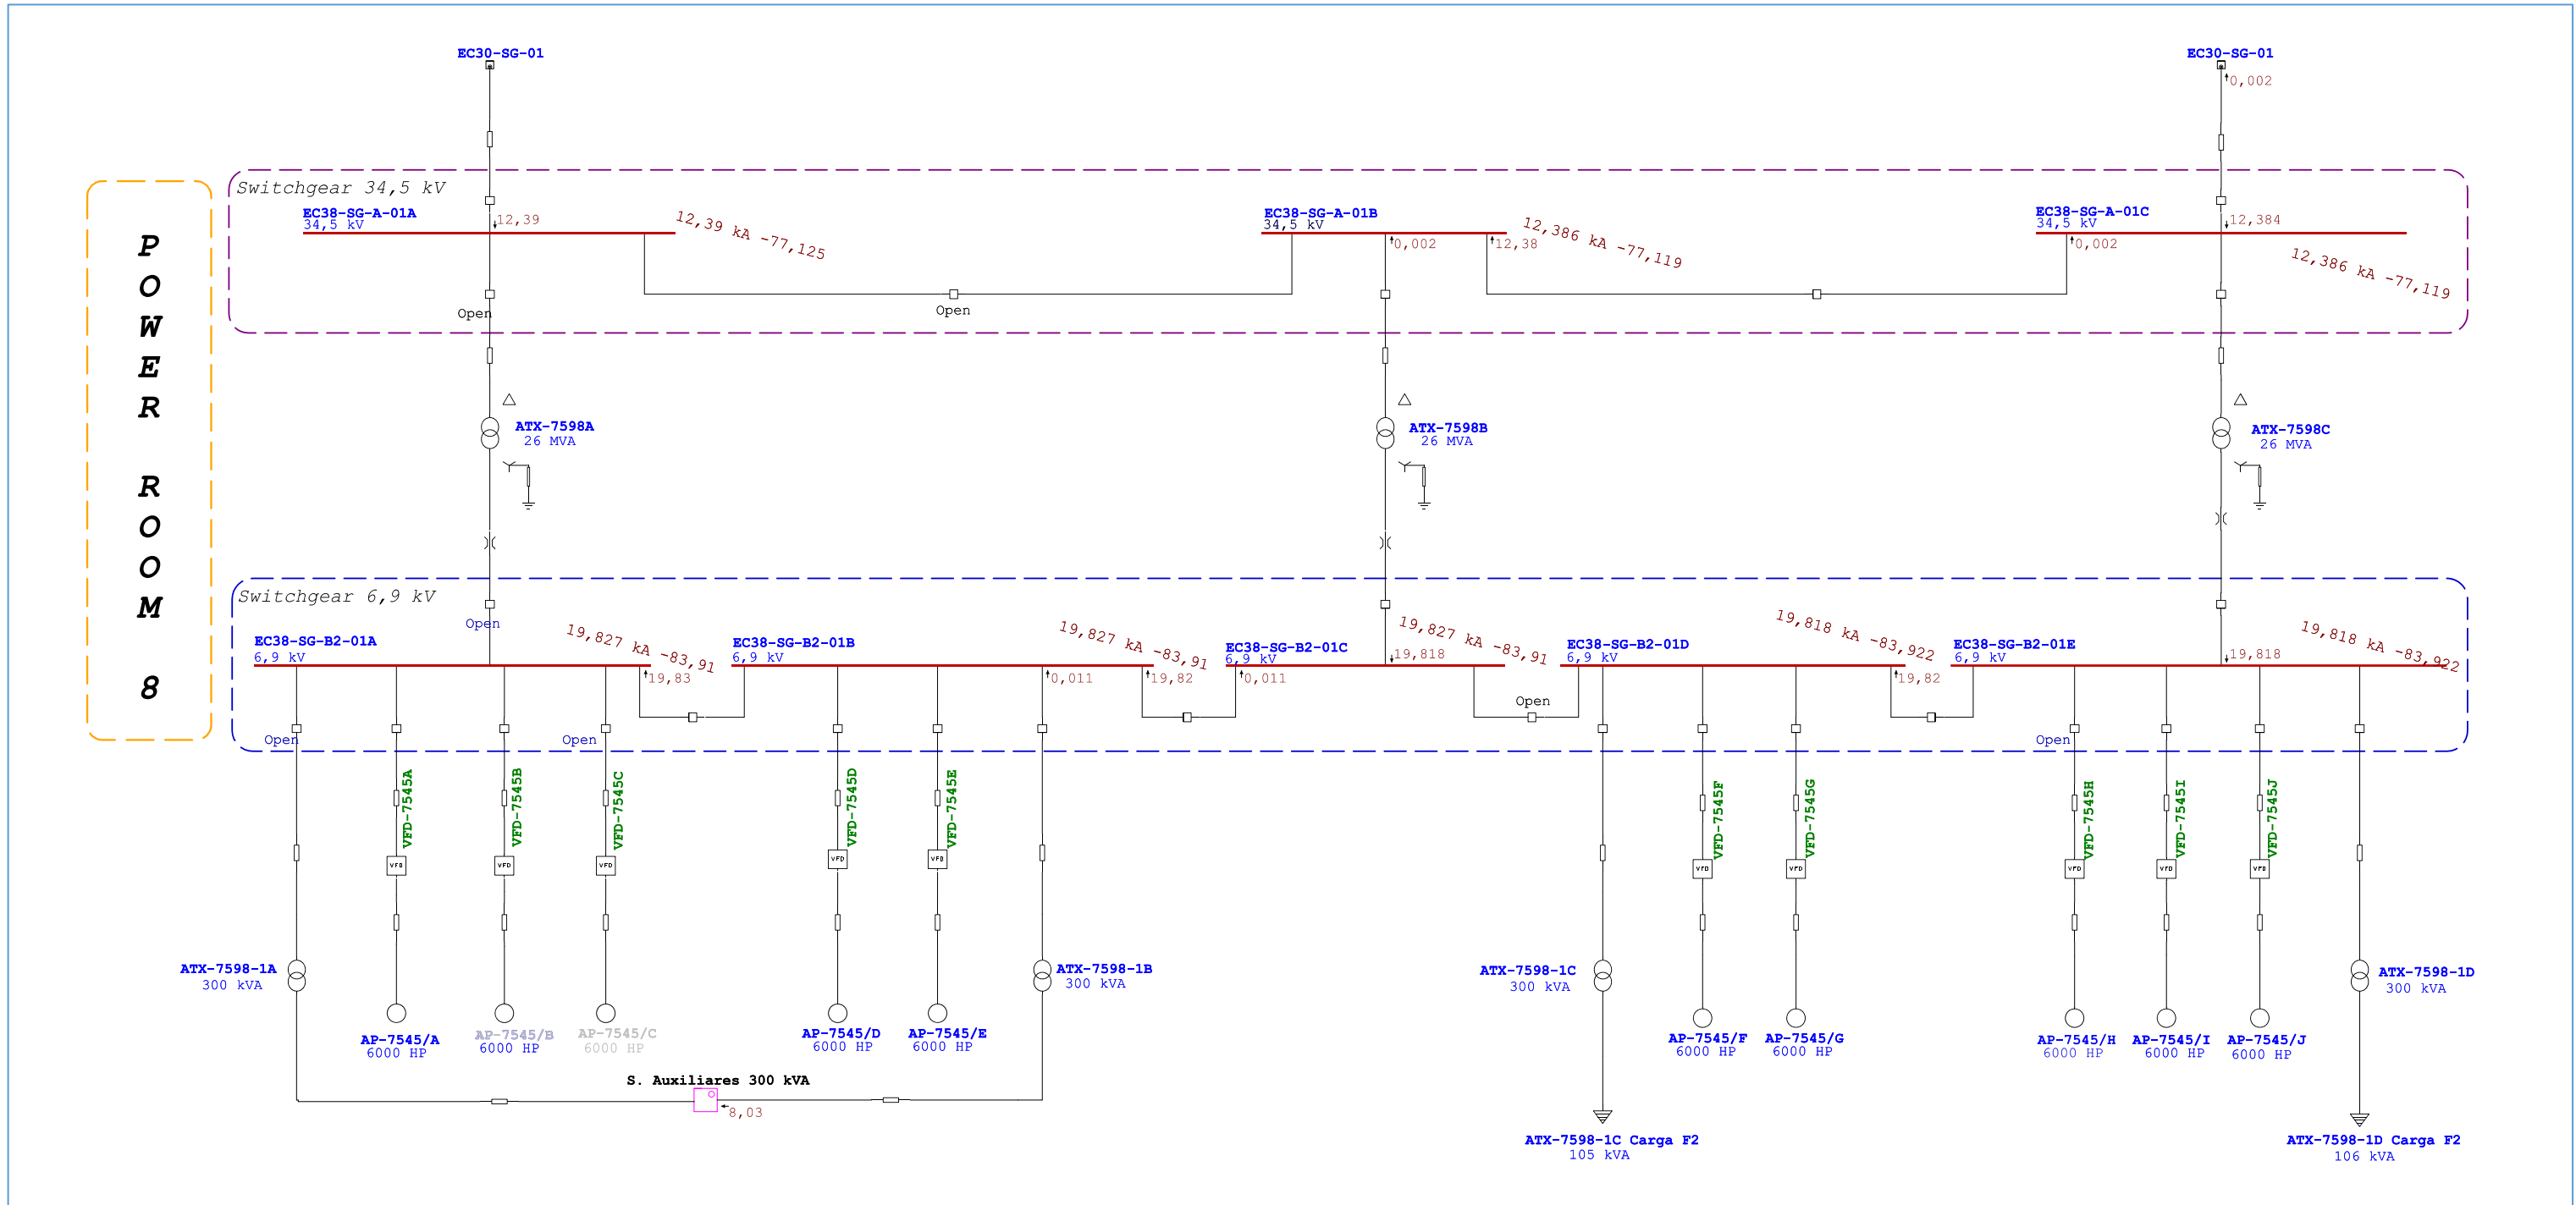 EC30-SG-01
EC30-SG-01
0,002
POWER ROOM 8
Switchgear 34,5 kV
EC38-SG-A-01A
34,5 kV
12,39
12,39 kA -77,125
EC38-SG-A-01B
34,5 kV
0,002
12,38
12,386 kA -77,119
EC38-SG-A-01C
34,5 kV
0,002
12,384
12,386 kA -77,119
Open
Open
ATX-7598A
26 MVA
ATX-7598B
26 MVA
ATX-7598C
26 MVA
Switchgear 6,9 kV
Open
EC38-SG-B2-01A
6,9 kV
19,827 kA -83,91
19,83
EC38-SG-B2-01B
6,9 kV
0,011
19,827 kA -83,91
19,82
EC38-SG-B2-01C
6,9 kV
0,011
19,818
19,827 kA -83,91
Open
EC38-SG-B2-01D
6,9 kV
19,818 kA -83,922
19,82
EC38-SG-B2-01E
6,9 kV
19,818
19,818 kA -83,922
Open
Open
Open
VFD-7545A
VFD-7545B
VFD-7545C
VFD-7545D
VFD-7545E
VFD-7545F
VFD-7545G
VFD-7545H
VFD-7545I
VFD-7545J
VFD
VFD
VFD
VFD
VFD
VFD
VFD
VFD
VFD
VFD
ATX-7598-1A
300 kVA
ATX-7598-1B
300 kVA
ATX-7598-1C
300 kVA
ATX-7598-1D
300 kVA
AP-7545/A
6000 HP
AP-7545/B
6000 HP
AP-7545/C
6000 HP
AP-7545/D
6000 HP
AP-7545/E
6000 HP
AP-7545/F
6000 HP
AP-7545/G
6000 HP
AP-7545/H
6000 HP
AP-7545/I
6000 HP
AP-7545/J
6000 HP
S. Auxiliares 300 kVA
8,03
ATX-7598-1C Carga F2
105 kVA
ATX-7598-1D Carga F2
106 kVA